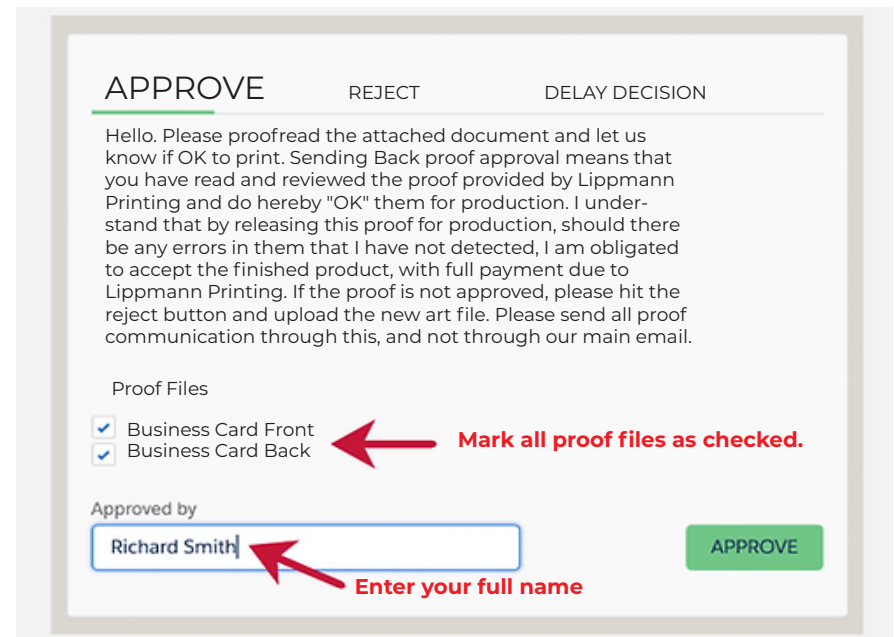 APPROVE REJECT DELAY DECISION
Hello. Please proofread the attached document and let us
know if OK to print. Sending Back proof approval means that
you have read and reviewed the proof provided by Lippmann
Printing and do hereby "OK" them for production. I under-
stand that by releasing this proof for production, should there
be any errors in them that I have not detected, I am obligated
to accept the finished product, with full payment due to
Lippmann Printing. If the proof is not approved, please hit the
reject button and upload the new art file. Please send all proof
communication through this, and not through our main email.
Proof Files
Business Card Front
Business Card Back
Mark all proof files as checked.
Approved by
Richard Smith
APPROVE
Enter your full name